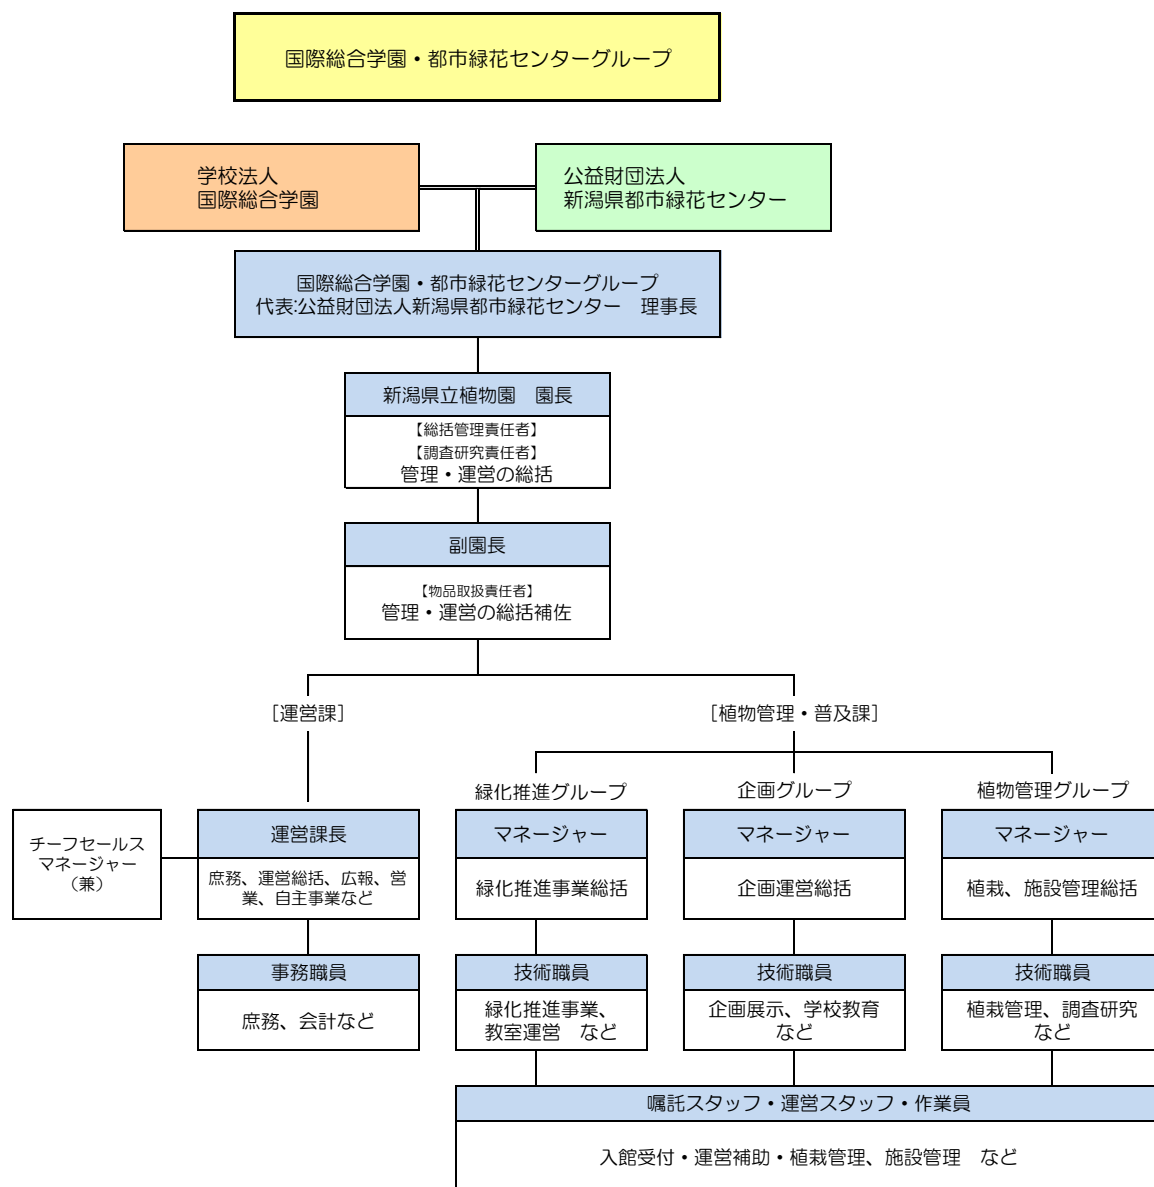 国際総合学園・都市緑花センターグループ
学校法人
国際総合学園
公益財団法人
新潟県都市緑花センター
国際総合学園・都市緑花センターグループ
代表:公益財団法人新潟県都市緑花センター　理事長
新潟県立植物園　園長
【総括管理責任者】
【調査研究責任者】
管理・運営の総括
副園長
【物品取扱責任者】
管理・運営の総括補佐
［運営課］
［植物管理・普及課］
緑化推進グループ
企画グループ
植物管理グループ
チーフセールス
マネージャー
（兼）
運営課長
庶務、運営総括、広報、営
業、自主事業など
マネージャー
緑化推進事業総括
マネージャー
企画運営総括
マネージャー
植栽、施設管理総括
事務職員
庶務、会計など
技術職員
緑化推進事業、
教室運営　など
技術職員
企画展示、学校教育
など
技術職員
植栽管理、調査研究
など
嘱託スタッフ・運営スタッフ・作業員
入館受付・運営補助・植栽管理、施設管理　など